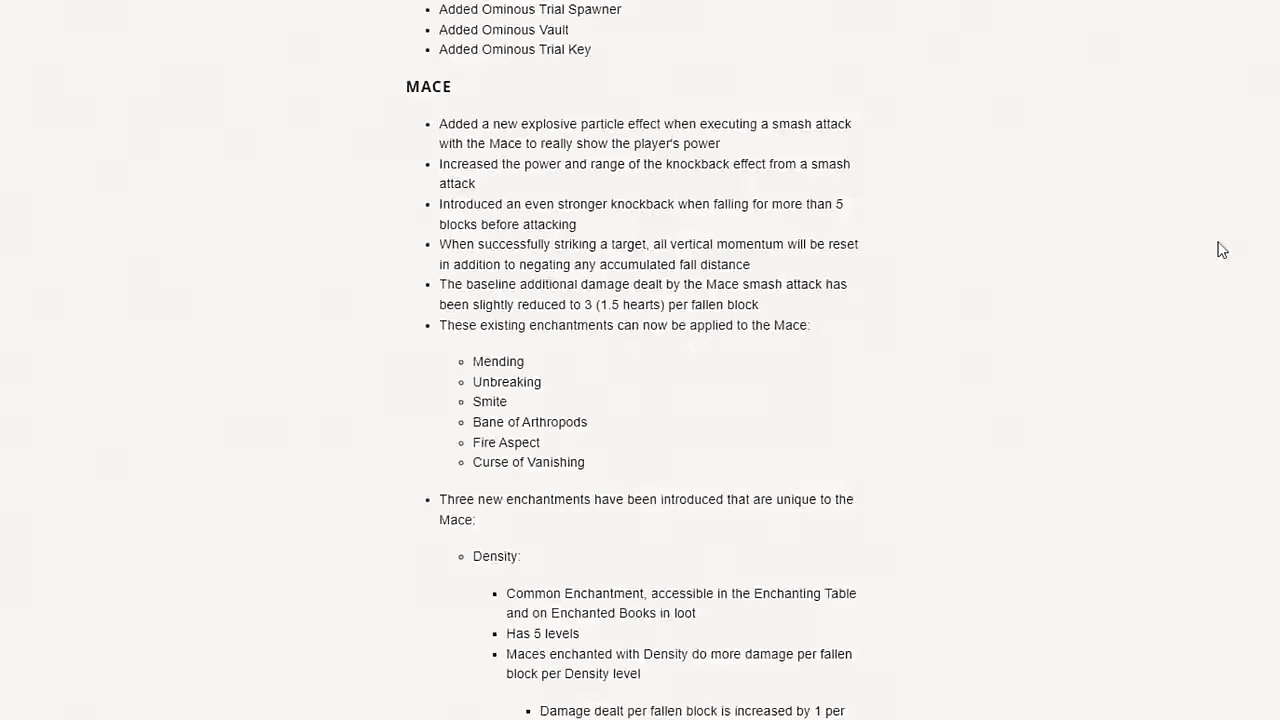 Added Ominous Trial Spawner
Added Ominous Vault
Added Ominous Trial Key
MACE
Added a new explosive particle effect when executing a smash attack
with the Mace to really show the player's power
Increased the power and range of the knockback effect from a smash
attack
Introduced an even stronger knockback when falling for more than 5
blocks before attacking
When successfully striking a target, all vertical momentum will be reset
in addition to negating any accumulated fall distance
The baseline additional damage dealt by the Mace smash attack has
been slightly reduced to 3 (1.5 hearts) per fallen block
These existing enchantments can now be applied to the Mace:
Mending
Unbreaking
Smite
Bane of Arthropods
Fire Aspect
Curse of Vanishing
Three new enchantments have been introduced that are unique to the
Mace:
Density:
Common Enchantment, accessible in the Enchanting Table
and on Enchanted Books in loot
Has 5 levels
Maces enchanted with Density do more damage per fallen
block per Density level
Damage dealt per fallen block is increased by 1 per